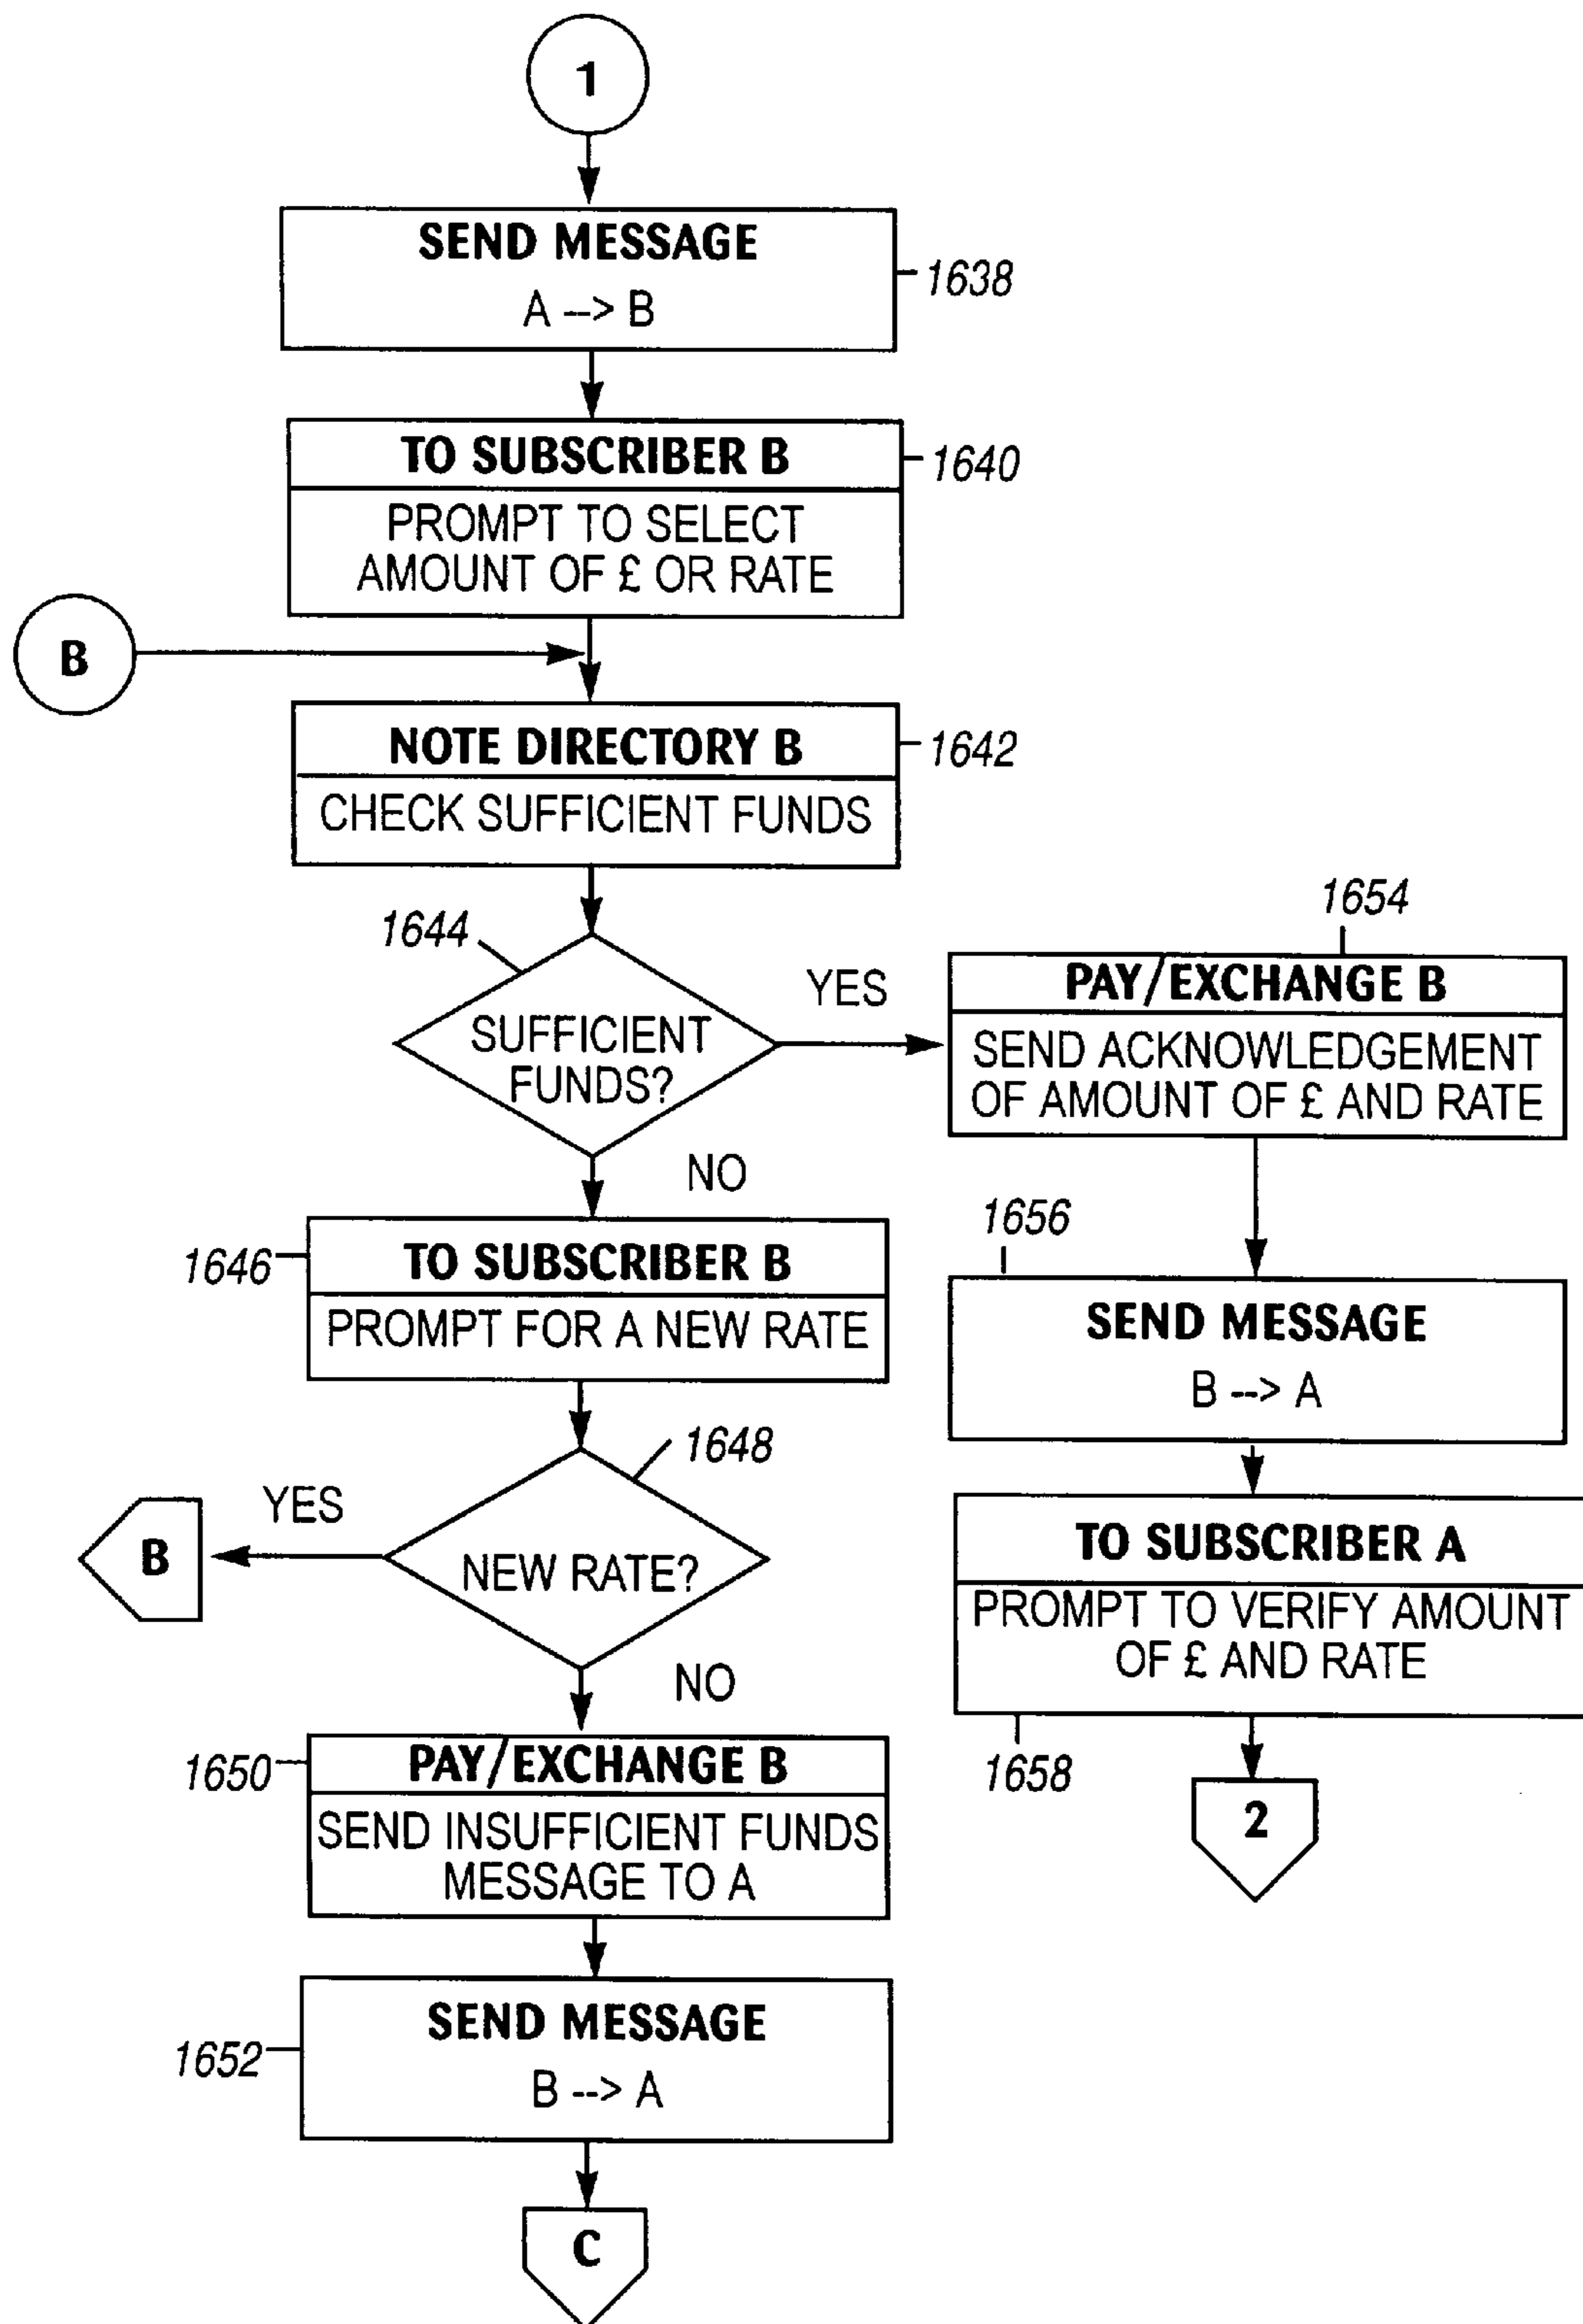 1
SEND MESSAGE
A --> B
1638
TO SUBSCRIBER B
1640
PROMPT TO SELECT
AMOUNT OF £ OR RATE
B
NOTE DIRECTORY B
1642
CHECK SUFFICIENT FUNDS
1644
SUFFICIENT
FUNDS?
YES
NO
1646
TO SUBSCRIBER B
PROMPT FOR A NEW RATE
1648
NEW RATE?
YES
B
NO
1650
PAY/EXCHANGE B
SEND INSUFFICIENT FUNDS
MESSAGE TO A
1652
SEND MESSAGE
B --> A
C
1654
PAY/EXCHANGE B
SEND ACKNOWLEDGEMENT
OF AMOUNT OF £ AND RATE
1656
SEND MESSAGE
B --> A
TO SUBSCRIBER A
PROMPT TO VERIFY AMOUNT
OF £ AND RATE
1658
2